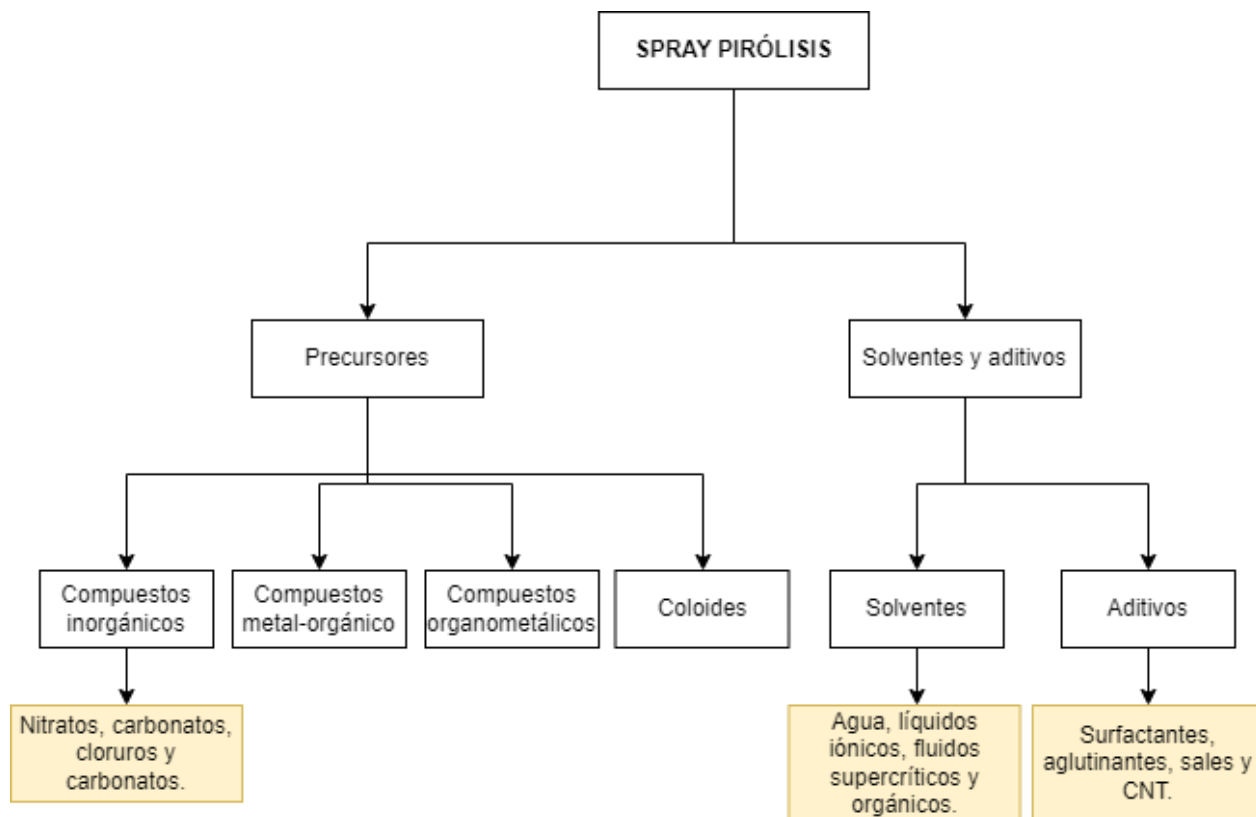 SPRAY PIRÓLISIS
Precursores
Solventes y aditivos
Compuestos
inorgánicos
Compuestos
metal-orgánico
Compuestos
organometálicos
Coloides
Solventes
Aditivos
Nitratos, carbonatos,
cloruros y
carbonatos.
Agua, líquidos
iónicos, fluidos
supercríticos y
orgánicos.
Surfactantes,
aglutinantes, sales y
CNT.